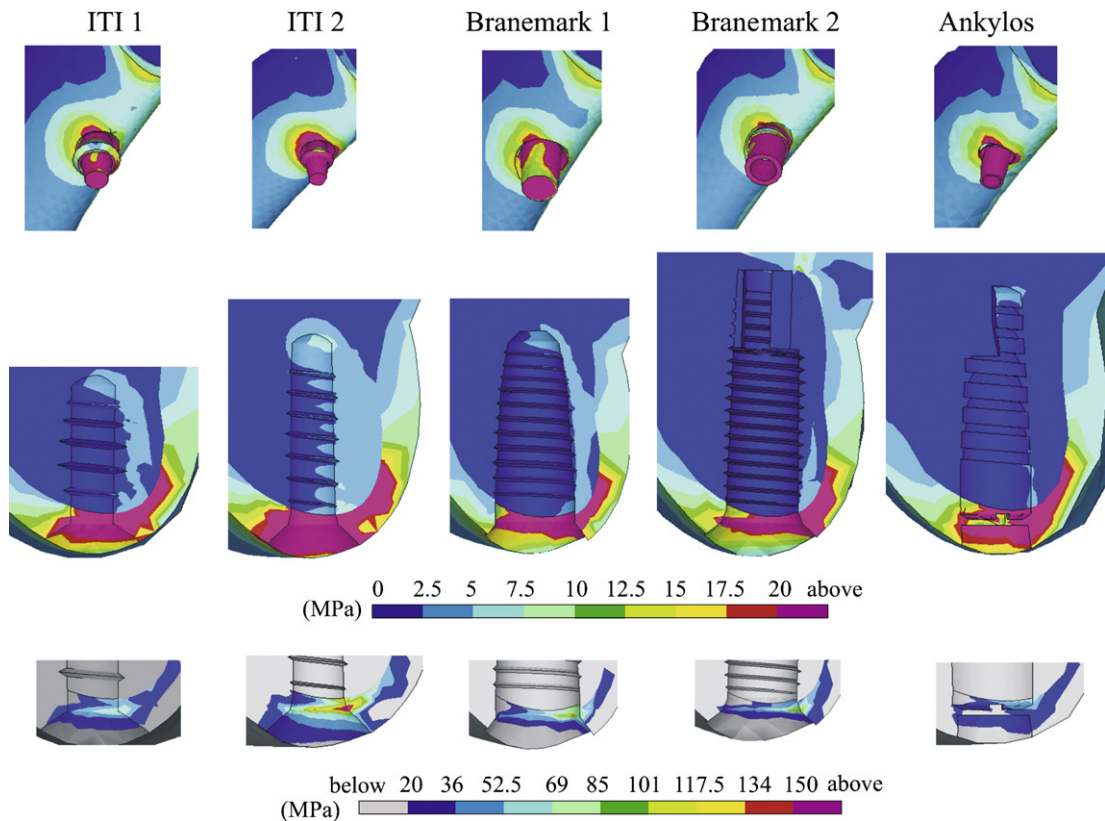 ITI 1 ITI 2 Branemark 1 Branemark 2 Ankylos
0 2.5 5 7.5 10 12.5 15 17.5 20 above
(MPa)
below 20 36 52.5 69 85 101 117.5 134 150 above
(MPa)